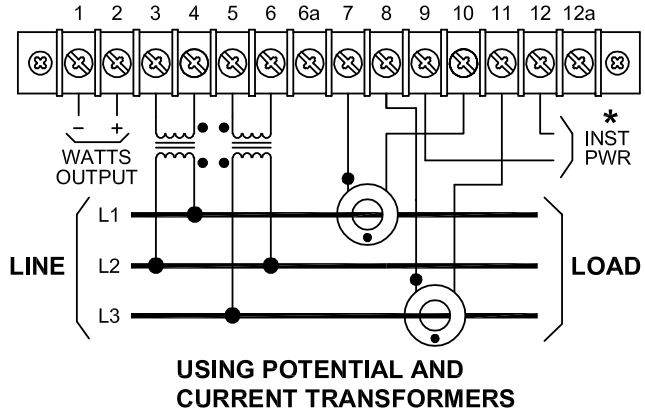 1 2 3 4 5 6 6a 7 8 9 10 11 12 12a
− +
WATTS
OUTPUT
*
INST
PWR
L1
LINE L2 LOAD
L3
USING POTENTIAL AND
CURRENT TRANSFORMERS